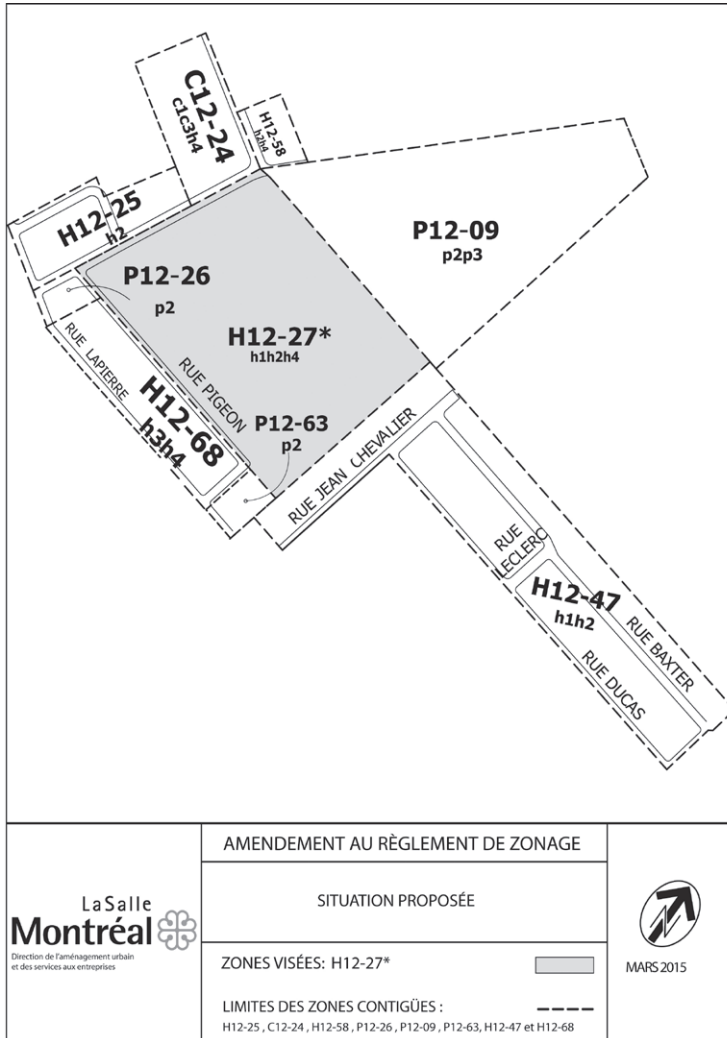 C12-24
c1c3h4
H12-58
h2h4
H12-25
h2
P12-09
p2p3
P12-26
p2
H12-27*
h1h2h4
RUE LAPIERRE
RUE PIGEON
H12-68
h3h4
P12-63
p2
RUE JEAN CHEVALIER
RUE
LECLERC
H12-47
h1h2
RUE BAXTER
RUE DUCAS
AMENDEMENT AU RÈGLEMENT DE ZONAGE
SITUATION PROPOSÉE
LaSalle
Montréal
Direction de l'aménagement urbain
et des services aux entreprises
ZONES VISÉES: H12-27*
LIMITES DES ZONES CONTIGÜES :
H12-25 , C12-24 , H12-58 , P12-26 , P12-09 , P12-63, H12-47 et H12-68
MARS 2015